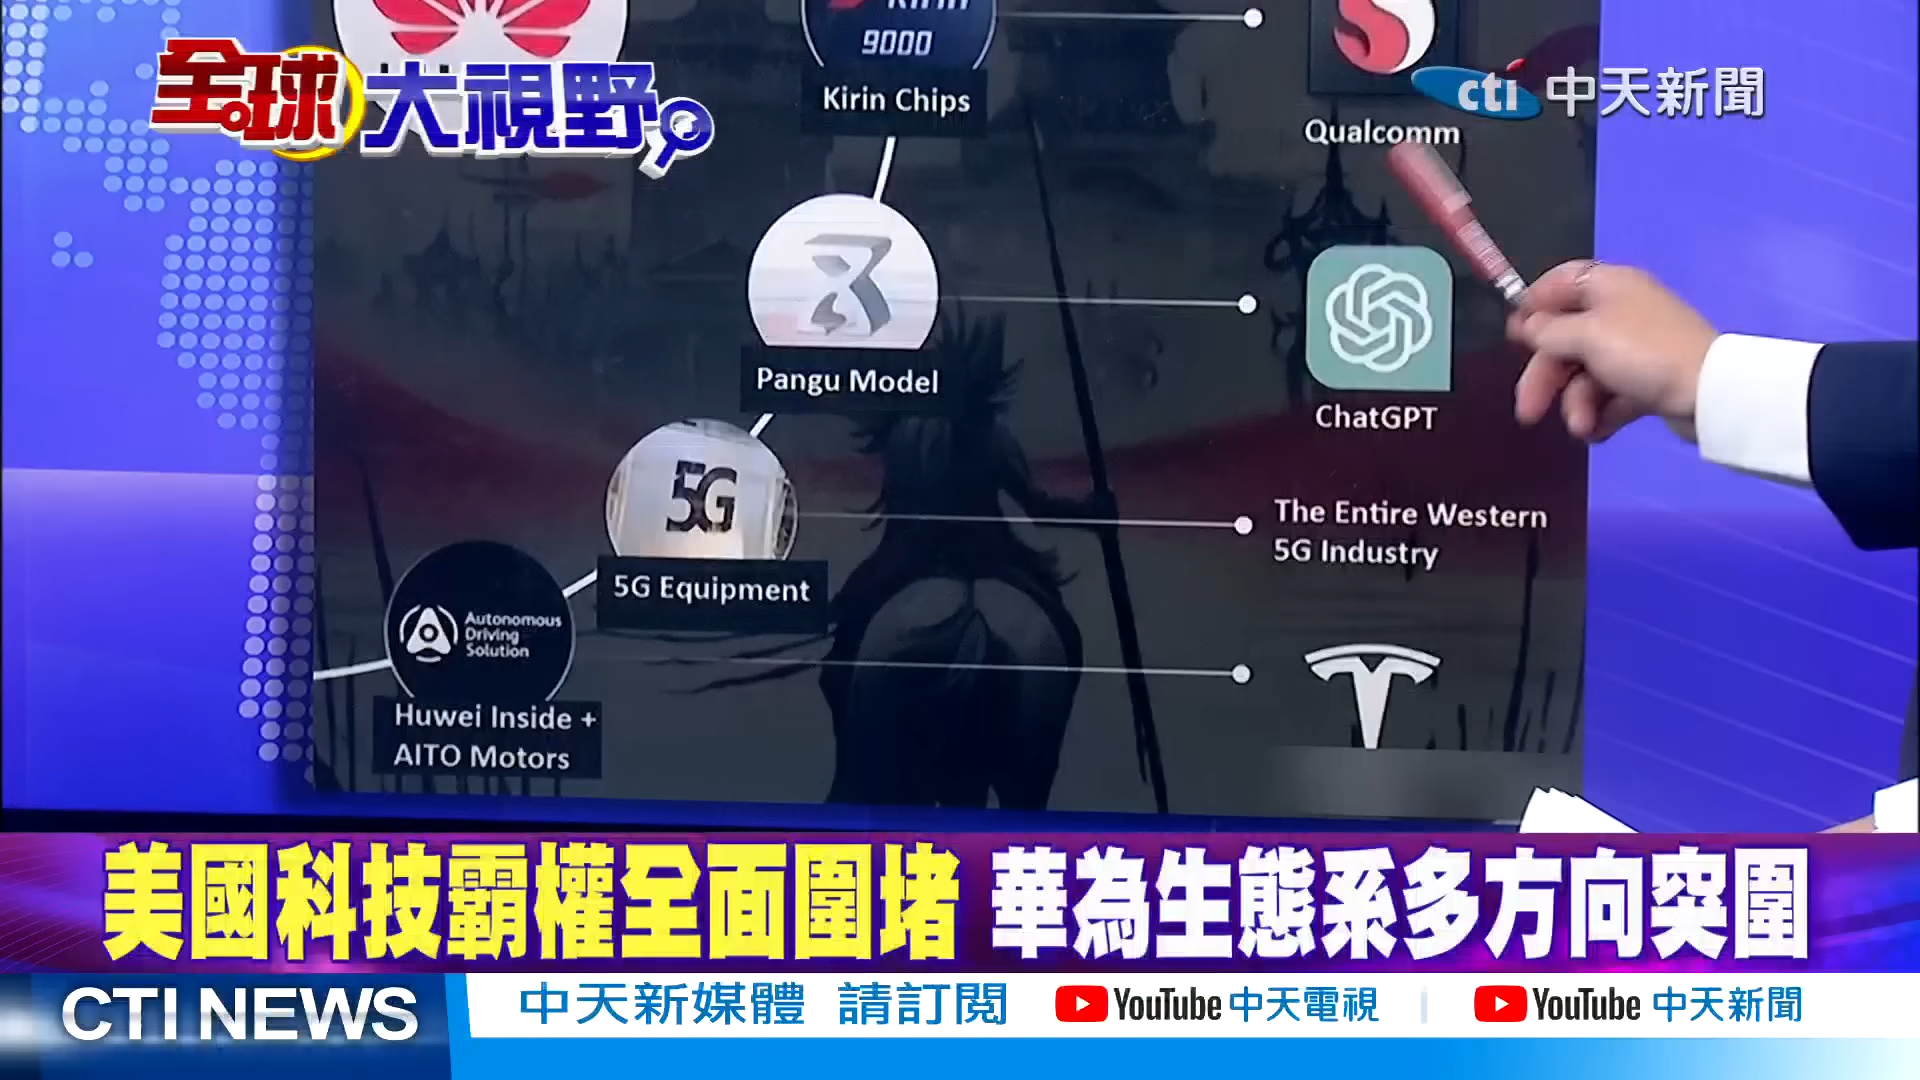 全球大視野
KIRIN
9000
Kirin Chips
cti 中天新聞
Qualcomm
Pangu Model
ChatGPT
5G
5G Equipment
The Entire Western
5G Industry
Autonomous
Driving
Solution
Huwei Inside +
AITO Motors
美國科技霸權全面圍堵 華為生態系多方向突圍
CTI NEWS
中天新媒體 請訂閱 YouTube 中天電視 YouTube 中天新聞